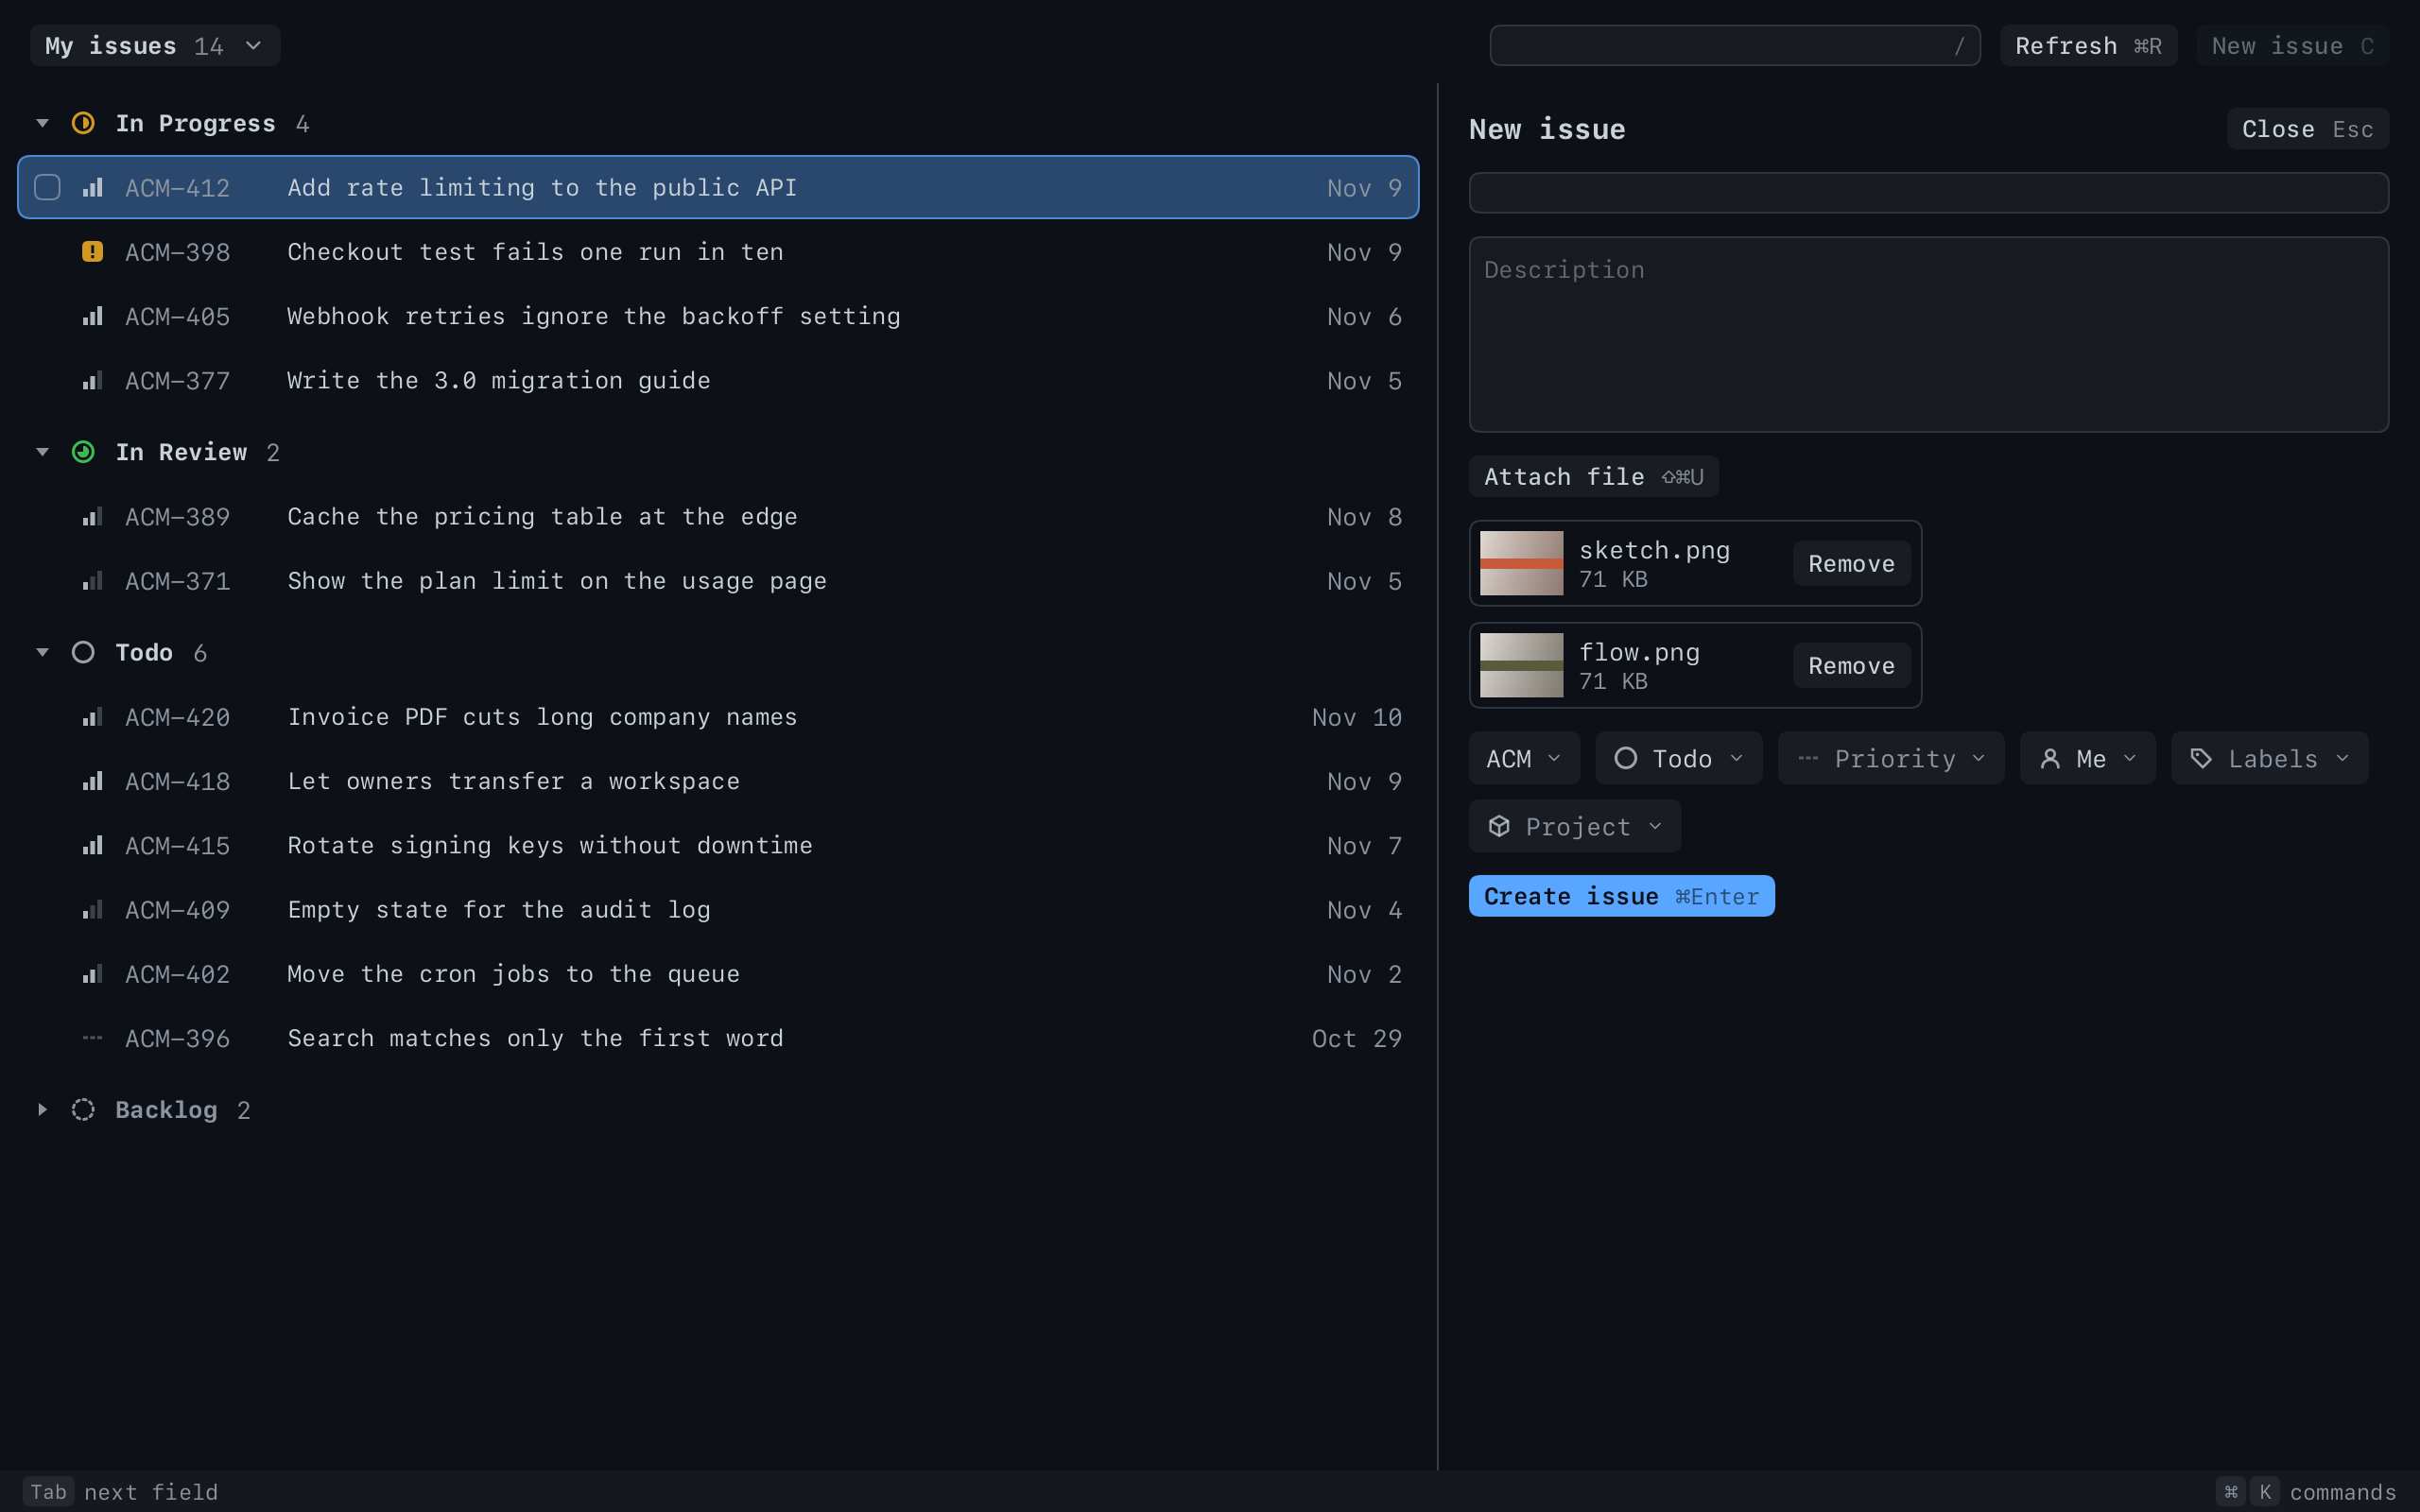 My issues 14
/
Refresh ⌘R
New issue C
In Progress 4
ACM-412 Add rate limiting to the public API Nov 9
ACM-398 Checkout test fails one run in ten Nov 9
ACM-405 Webhook retries ignore the backoff setting Nov 6
ACM-377 Write the 3.0 migration guide Nov 5
In Review 2
ACM-389 Cache the pricing table at the edge Nov 8
ACM-371 Show the plan limit on the usage page Nov 5
Todo 6
ACM-420 Invoice PDF cuts long company names Nov 10
ACM-418 Let owners transfer a workspace Nov 9
ACM-415 Rotate signing keys without downtime Nov 7
ACM-409 Empty state for the audit log Nov 4
ACM-402 Move the cron jobs to the queue Nov 2
ACM-396 Search matches only the first word Oct 29
Backlog 2
New issue
Close Esc
Description
Attach file ⇧⌘U
sketch.png
71 KB
Remove
flow.png
71 KB
Remove
ACM Todo Priority Me Labels
Project
Create issue ⌘Enter
Tab next field
⌘ K commands